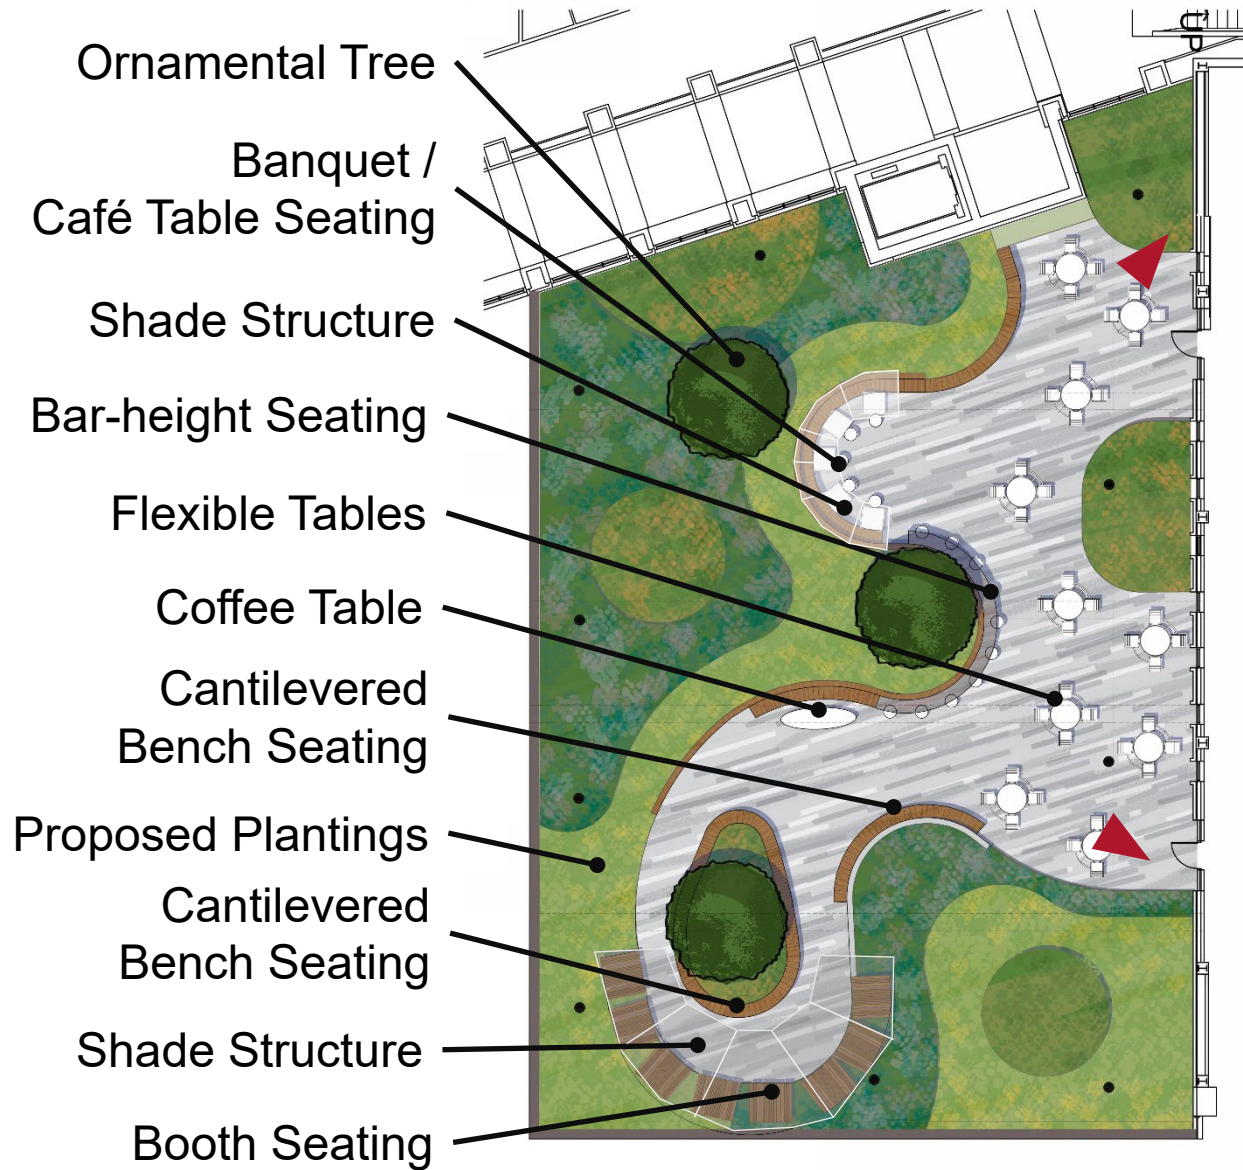 Ornamental Tree
Banquet /
Café Table Seating
Shade Structure
Bar-height Seating
Flexible Tables
Coffee Table
Cantilevered
Bench Seating
Proposed Plantings
Cantilevered
Bench Seating
Shade Structure
Booth Seating